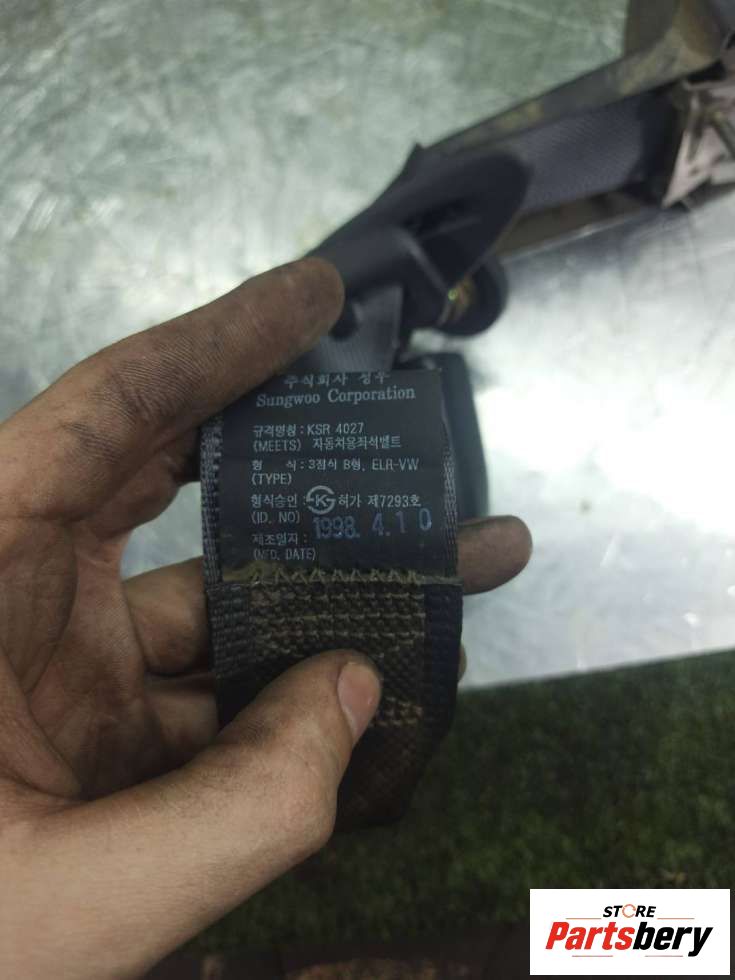 주식회사 성우
Sungwoo Corporation
규격명칭 : KSR 4027
(MEETS) 자동차용좌석벨트
형 식 : 3점식 B형, ELR-VW
(TYPE)
형식승인 : K 허가 제7293호
(ID. NO)
제조일자 : 1998. 4. 1 0
(MFD. DATE)
STORE
Partsbery